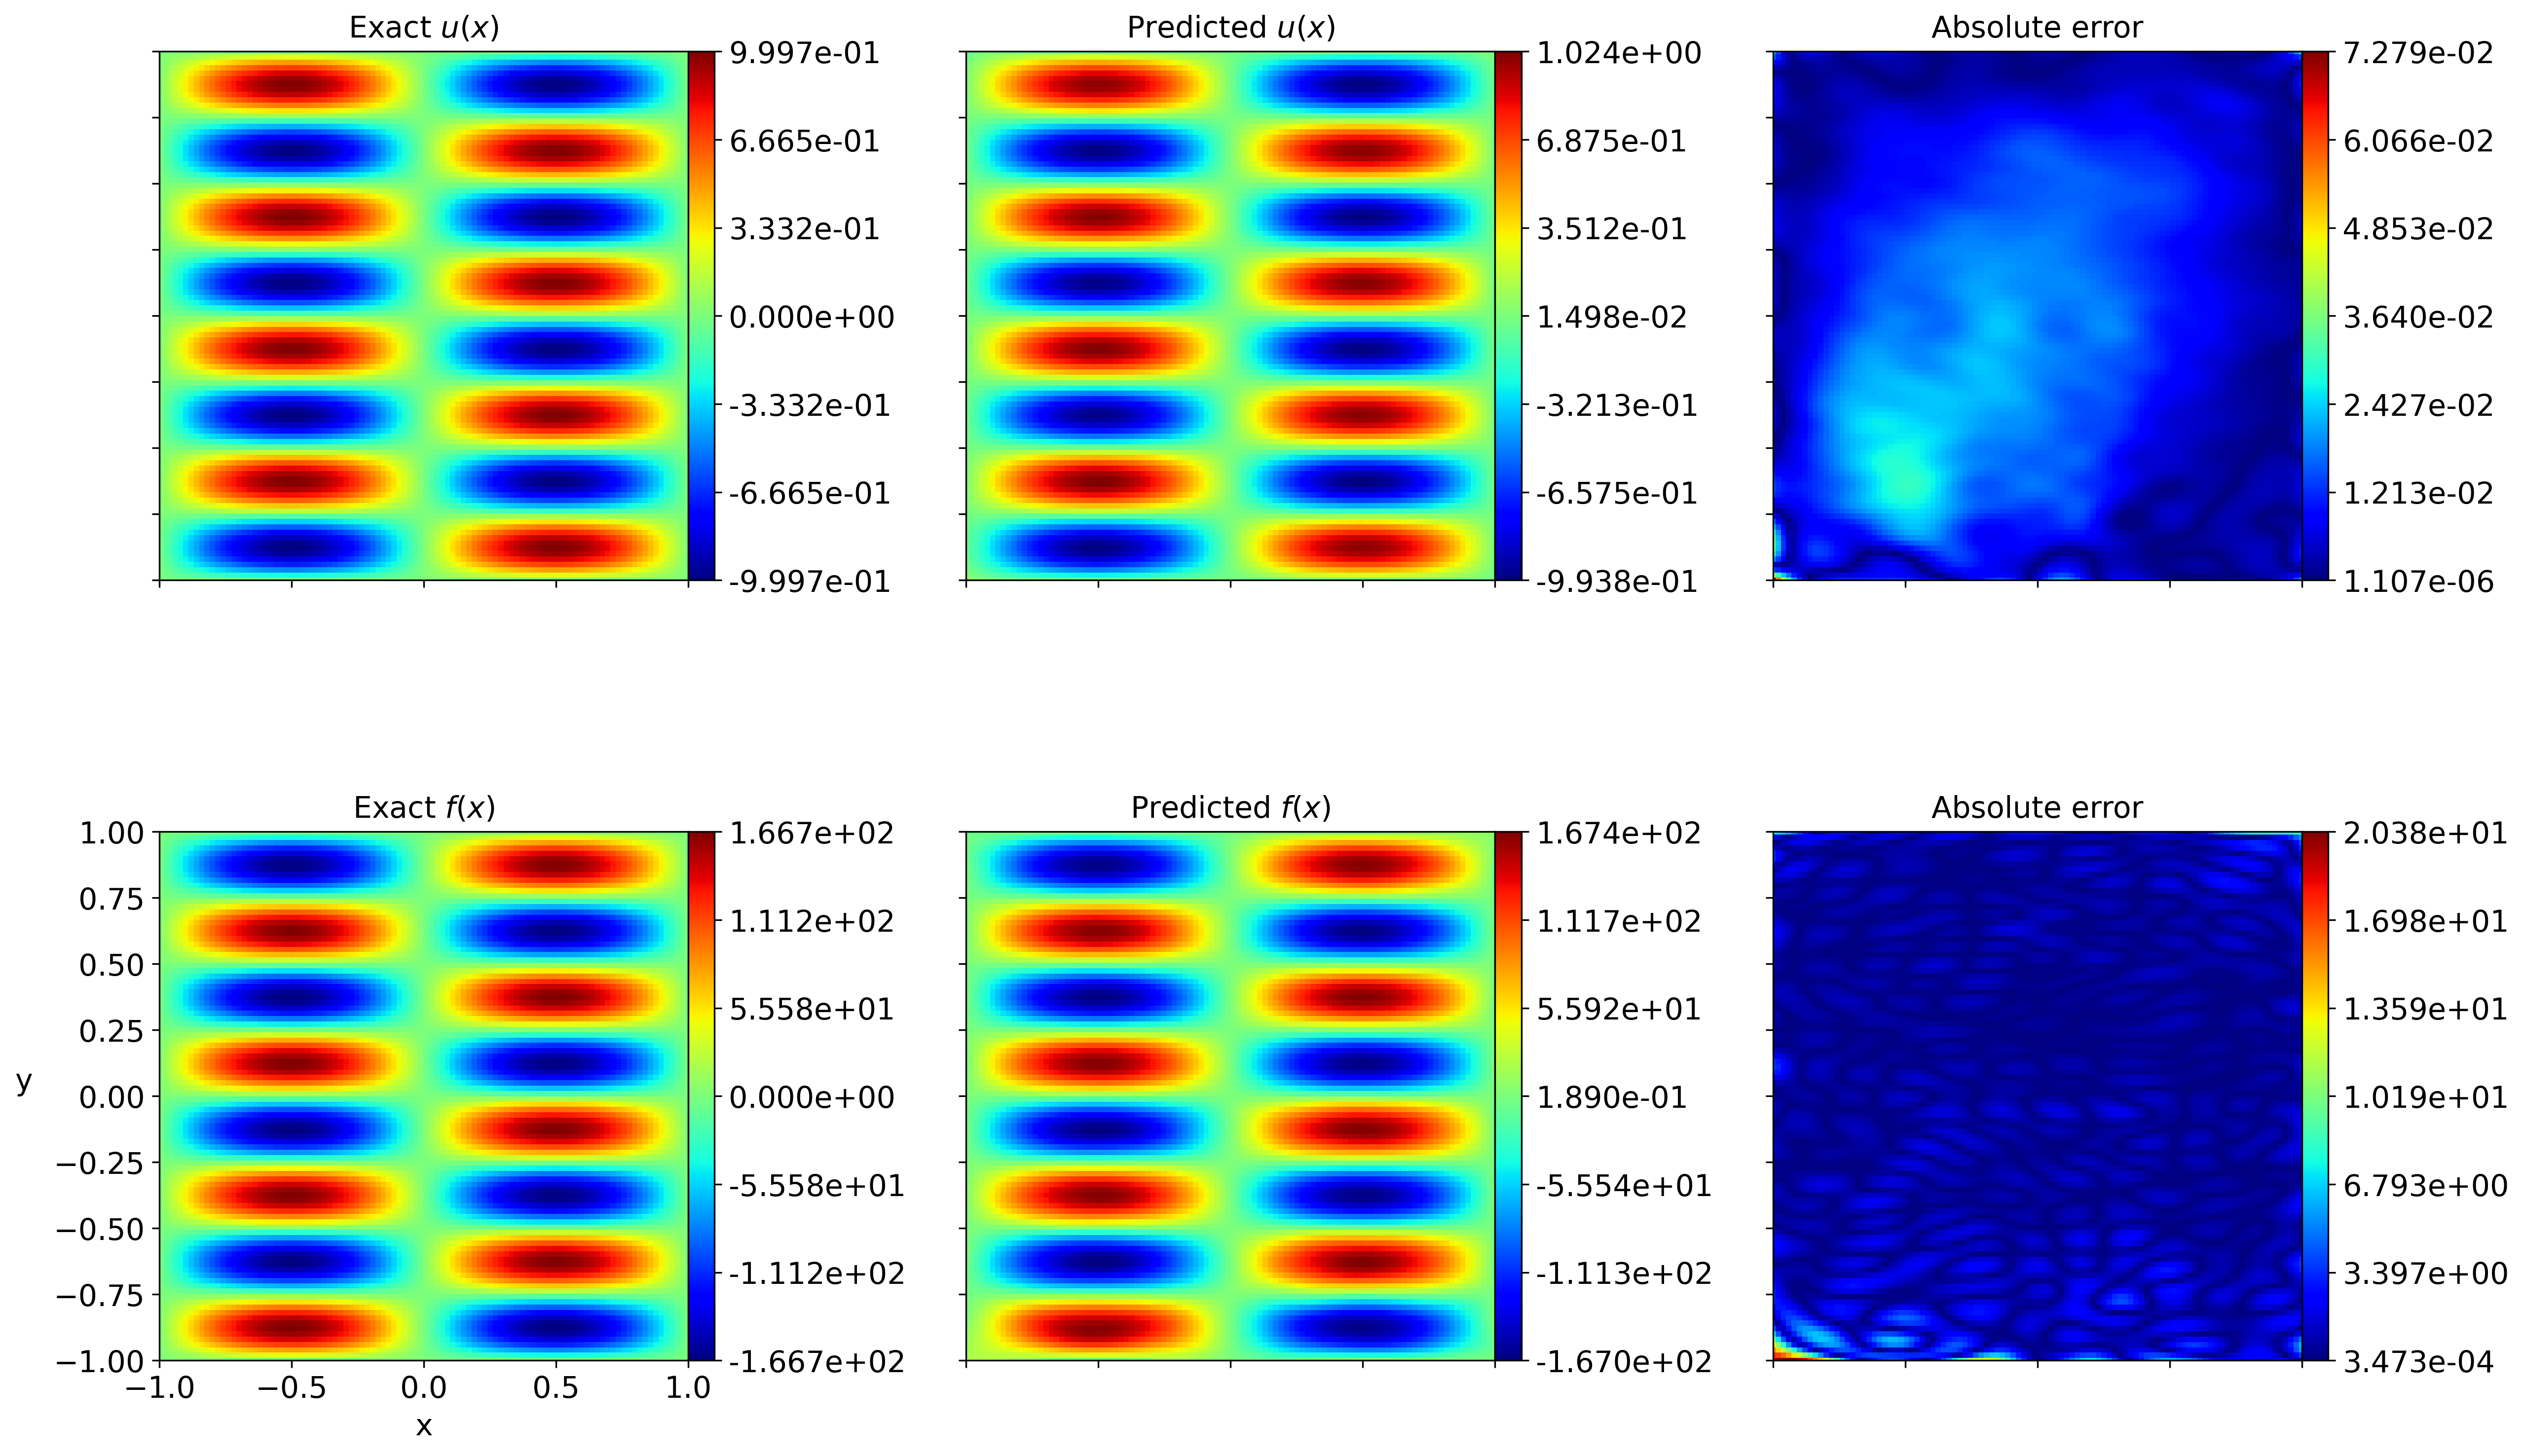 Exact u(x)
9.997e-01
6.665e-01
3.332e-01
0.000e+00
-3.332e-01
-6.665e-01
-9.997e-01
Predicted u(x)
1.024e+00
6.875e-01
3.512e-01
1.498e-02
-3.213e-01
-6.575e-01
-9.938e-01
Absolute error
7.279e-02
6.066e-02
4.853e-02
3.640e-02
2.427e-02
1.213e-02
1.107e-06
Exact f(x)
1.00
0.75
0.50
0.25
0.00
−0.25
−0.50
−0.75
−1.00
y
−1.0 −0.5 0.0 0.5 1.0
x
1.667e+02
1.112e+02
5.558e+01
0.000e+00
-5.558e+01
-1.112e+02
-1.667e+02
Predicted f(x)
1.674e+02
1.117e+02
5.592e+01
1.890e-01
-5.554e+01
-1.113e+02
-1.670e+02
Absolute error
2.038e+01
1.698e+01
1.359e+01
1.019e+01
6.793e+00
3.397e+00
3.473e-04